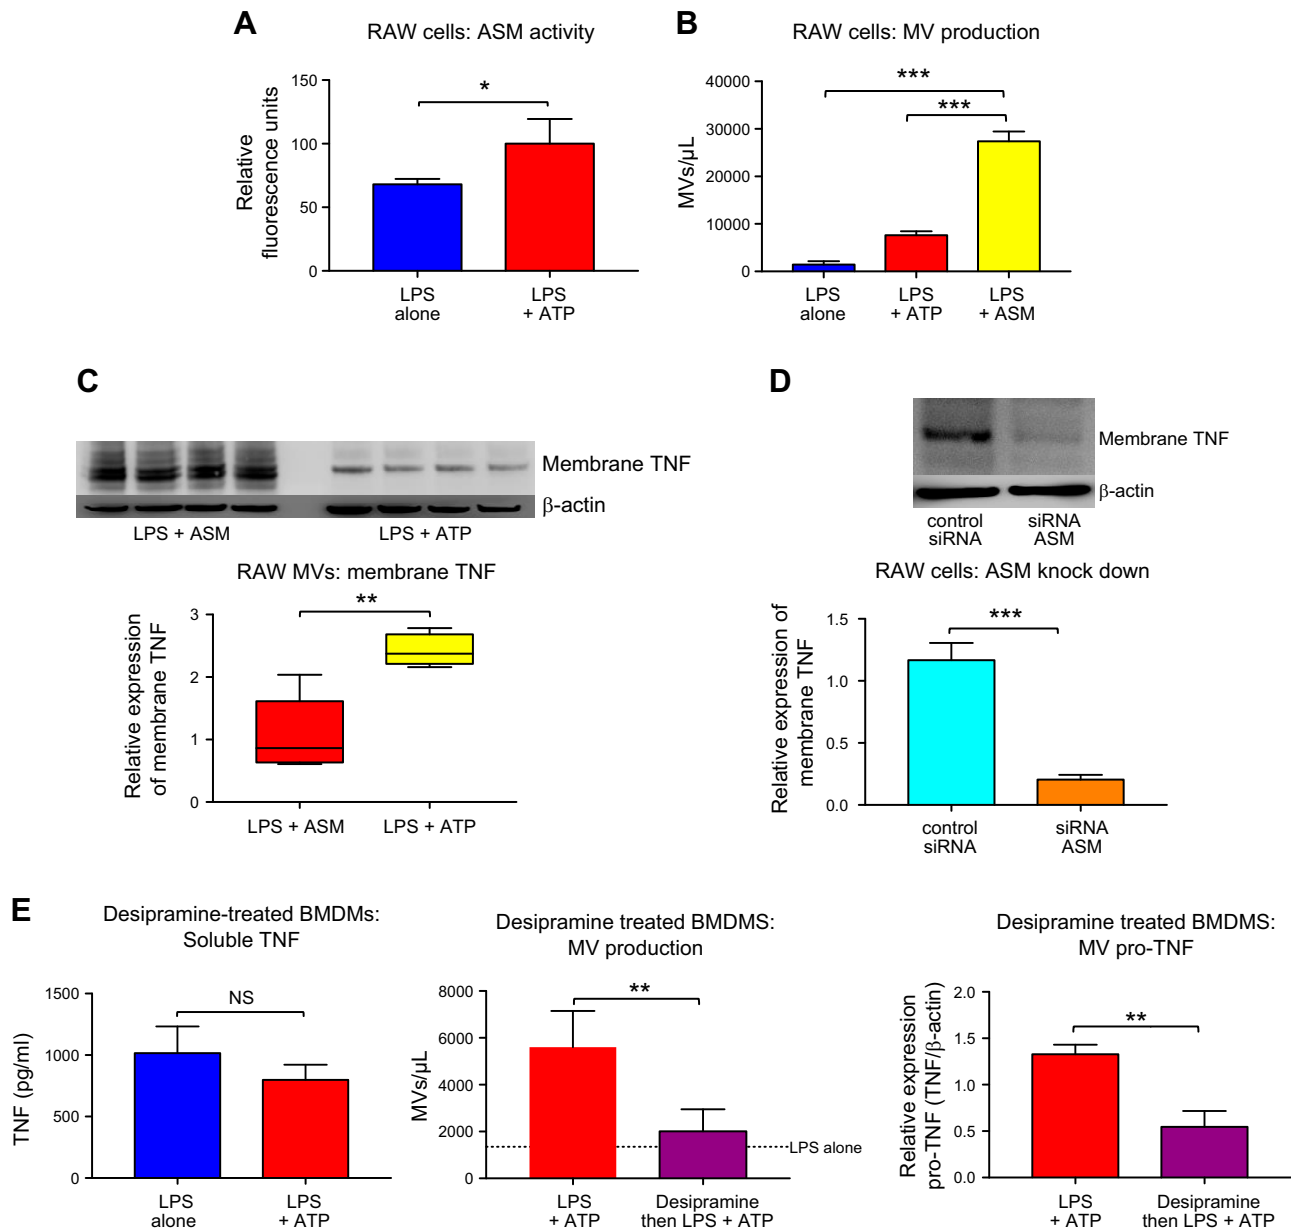 A
RAW cells: ASM activity
Relative
fluorescence units
150
100
50
0
*
LPS
alone
LPS
+ ATP
B
RAW cells: MV production
MVs/μL
40000
30000
20000
10000
0
***
***
LPS
alone
LPS
+ ATP
LPS
+ ASM
C
Membrane TNF
β-actin
LPS + ASM
LPS + ATP
RAW MVs: membrane TNF
Relative expression
of membrane TNF
3
2
1
0
**
LPS + ASM
LPS + ATP
D
Membrane TNF
β-actin
control
siRNA
siRNA
ASM
RAW cells: ASM knock down
Relative expression of
membrane TNF
1.5
1.0
0.5
0.0
***
control
siRNA
siRNA
ASM
E
Desipramine-treated BMDMs:
Soluble TNF
TNF (pg/ml)
1500
1000
500
0
NS
LPS
alone
LPS
+ ATP
Desipramine treated BMDMS:
MV production
MVs/μL
8000
6000
4000
2000
0
**
LPS alone
LPS
+ ATP
Desipramine
then LPS + ATP
Desipramine treated BMDMS:
MV pro-TNF
Relative expression
pro-TNF (TNF/β-actin)
2.0
1.5
1.0
0.5
0.0
**
LPS
+ ATP
Desipramine
then LPS + ATP